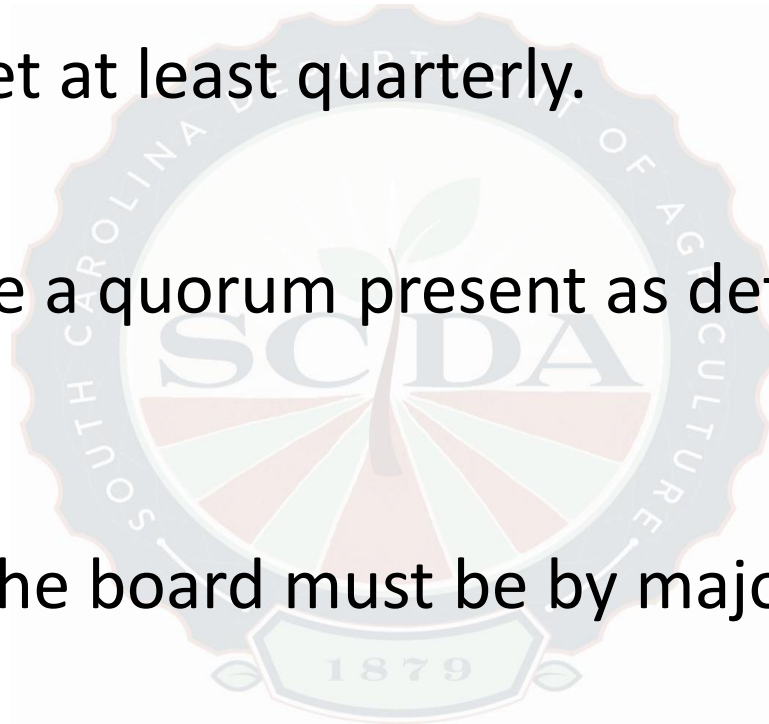 et at least quarterly.
e a quorum present as det
he board must be by majo
SOUTH CAROLINA DEPARTMENT OF AGRICULTURE
SCDA
1879